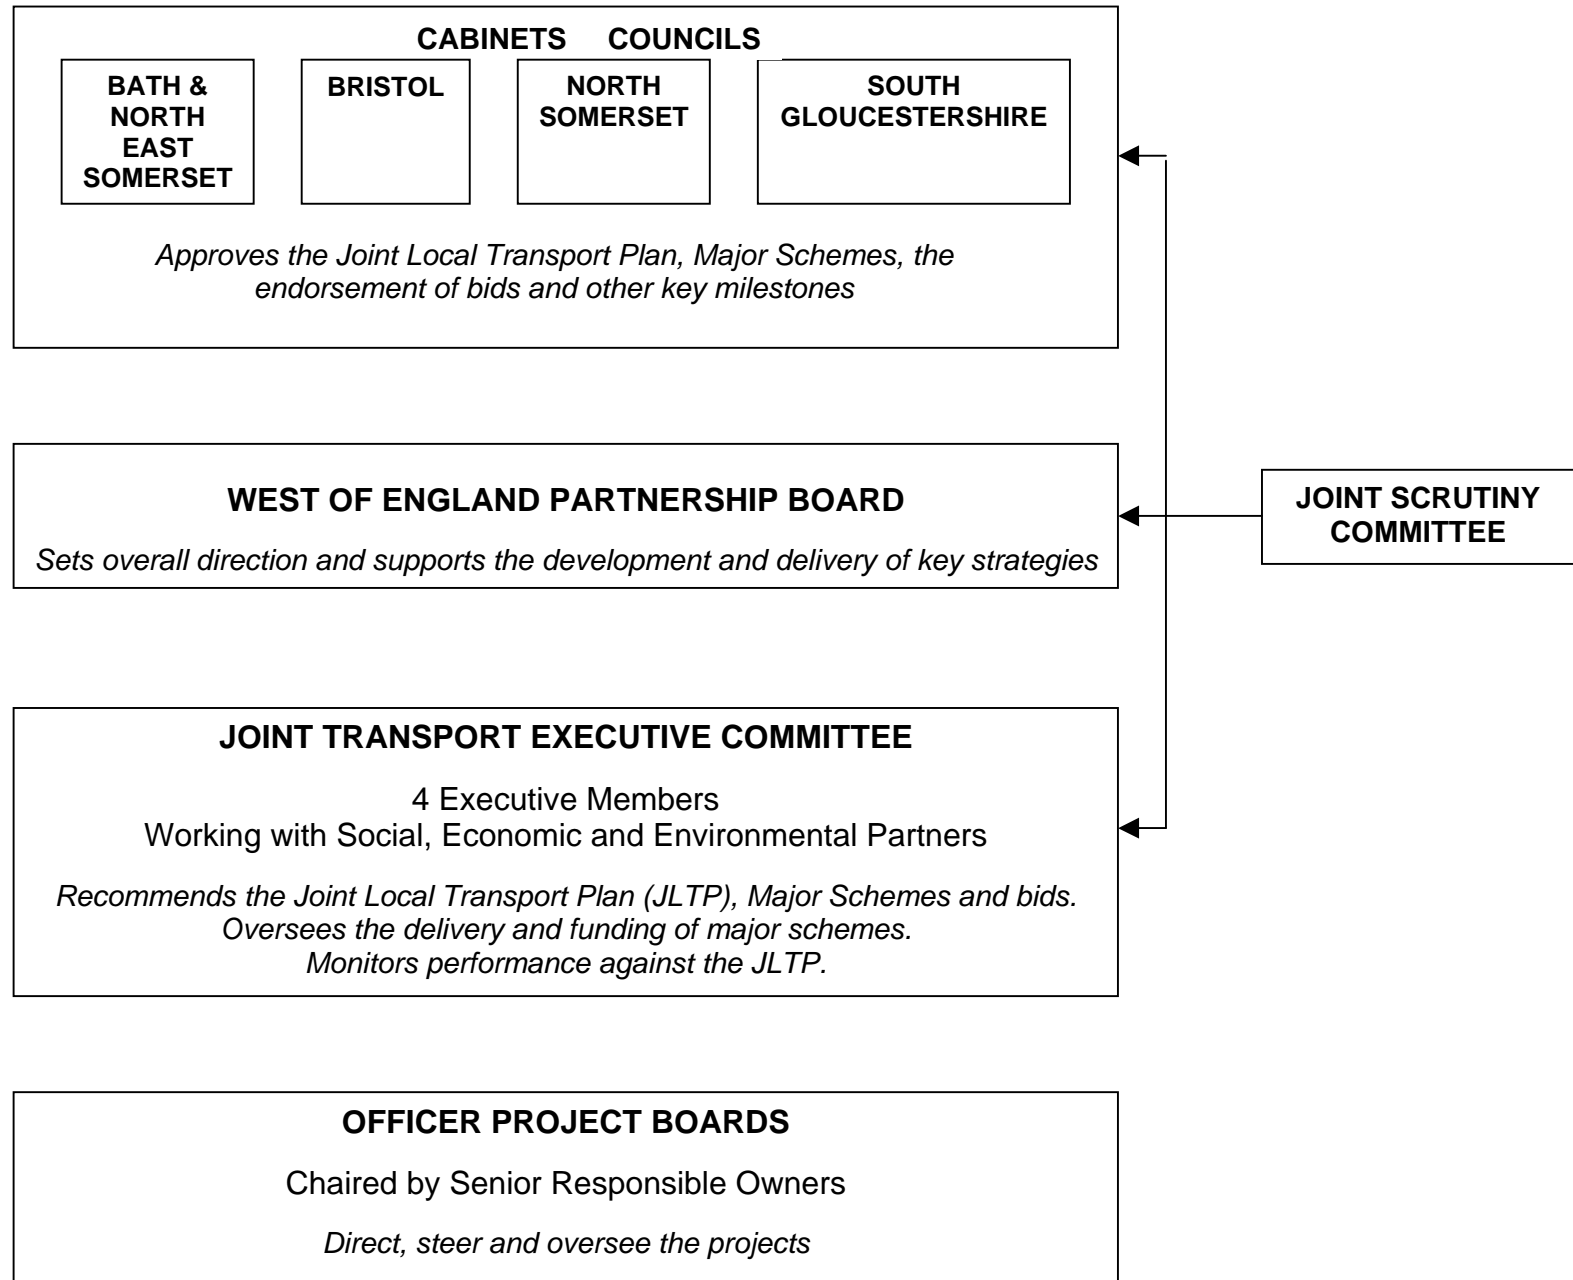 CABINETS COUNCILS
BATH &
NORTH
EAST
SOMERSET
BRISTOL
NORTH
SOMERSET
SOUTH
GLOUCESTERSHIRE
Approves the Joint Local Transport Plan, Major Schemes, the
endorsement of bids and other key milestones
WEST OF ENGLAND PARTNERSHIP BOARD
Sets overall direction and supports the development and delivery of key strategies
JOINT SCRUTINY
COMMITTEE
JOINT TRANSPORT EXECUTIVE COMMITTEE
4 Executive Members
Working with Social, Economic and Environmental Partners
Recommends the Joint Local Transport Plan (JLTP), Major Schemes and bids.
Oversees the delivery and funding of major schemes.
Monitors performance against the JLTP.
OFFICER PROJECT BOARDS
Chaired by Senior Responsible Owners
Direct, steer and oversee the projects